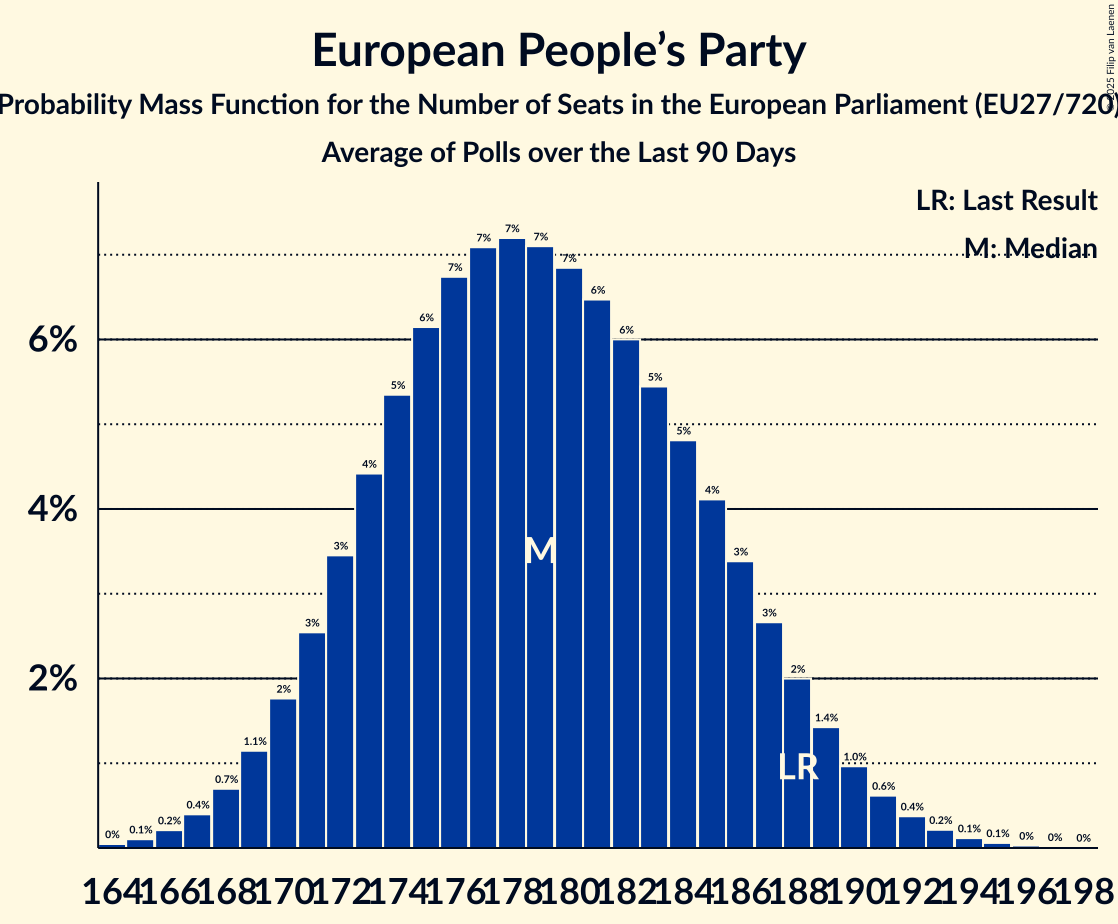 European People's Party
Probability Mass Function for the Number of Seats in the European Parliament (EU27/720)
Average of Polls over the Last 90 Days
© 2025 Filip van Laenen
LR: Last Result
M: Median
0% 0.1% 0.2% 0.4% 0.7% 1.1% 2% 3% 3% 4% 5% 6% 7% 7% 7% 7% 7% 6% 6% 5% 5% 4% 3% 3% 2% 1.4% 1.0% 0.6% 0.4% 0.2% 0.1% 0.1% 0% 0% 0%
6%
4%
2%
M
LR
164 166 168 170 172 174 176 178 180 182 184 186 188 190 192 194 196 198